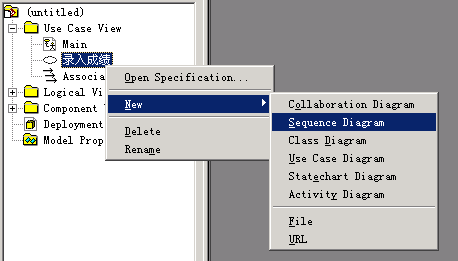 (untitled)
Use Case View
Main
录入成绩
Associa
Logical Vi
Component
Deployment
Model Prop
Open Specification...
New
Delete
Rename
Collaboration Diagram
Sequence Diagram
Class Diagram
Use Case Diagram
Statechart Diagram
Activity Diagram
File
URL